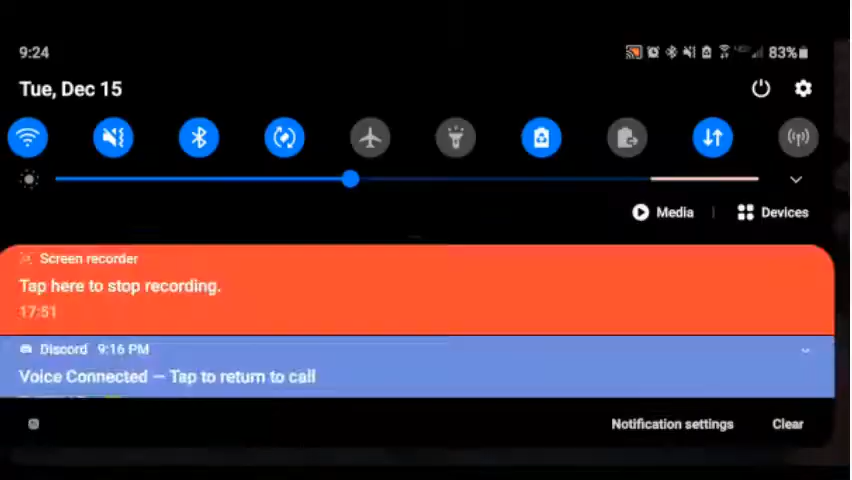 9:24
83%
Tue, Dec 15
Media
Devices
Screen recorder
Tap here to stop recording.
17:51
Discord 9:16 PM
Voice Connected — Tap to return to call
Notification settings
Clear